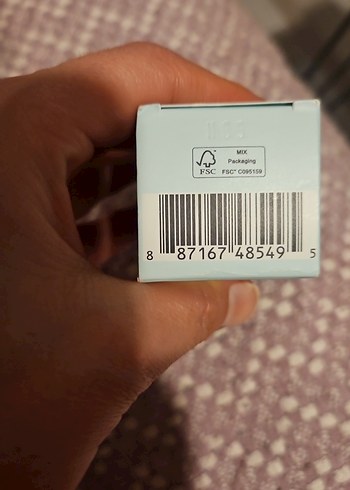 MIX
Packaging
FSC
FSC® C095159
8 87167 48549 5